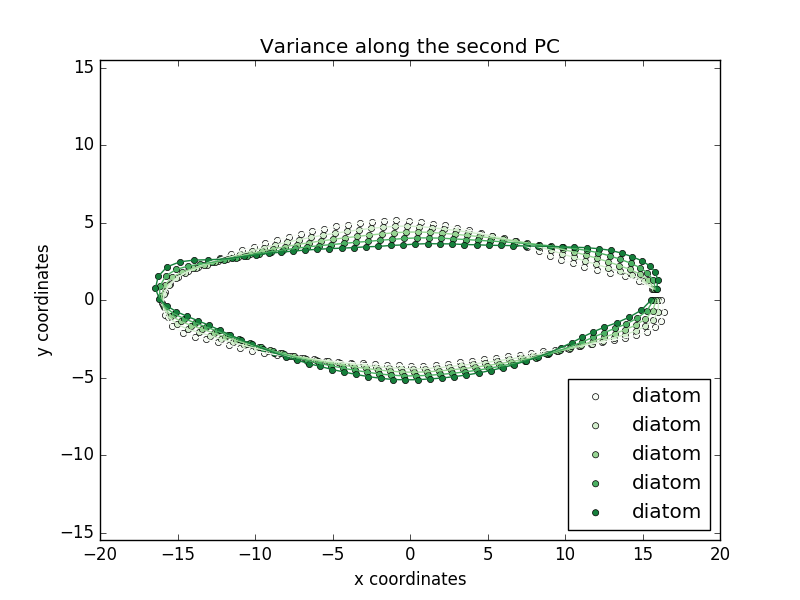 Variance along the second PC
15
10
5
0
−5
−10
−15
y coordinates
−20 −15 −10 −5 0 5 10 15 20
x coordinates
diatom
diatom
diatom
diatom
diatom